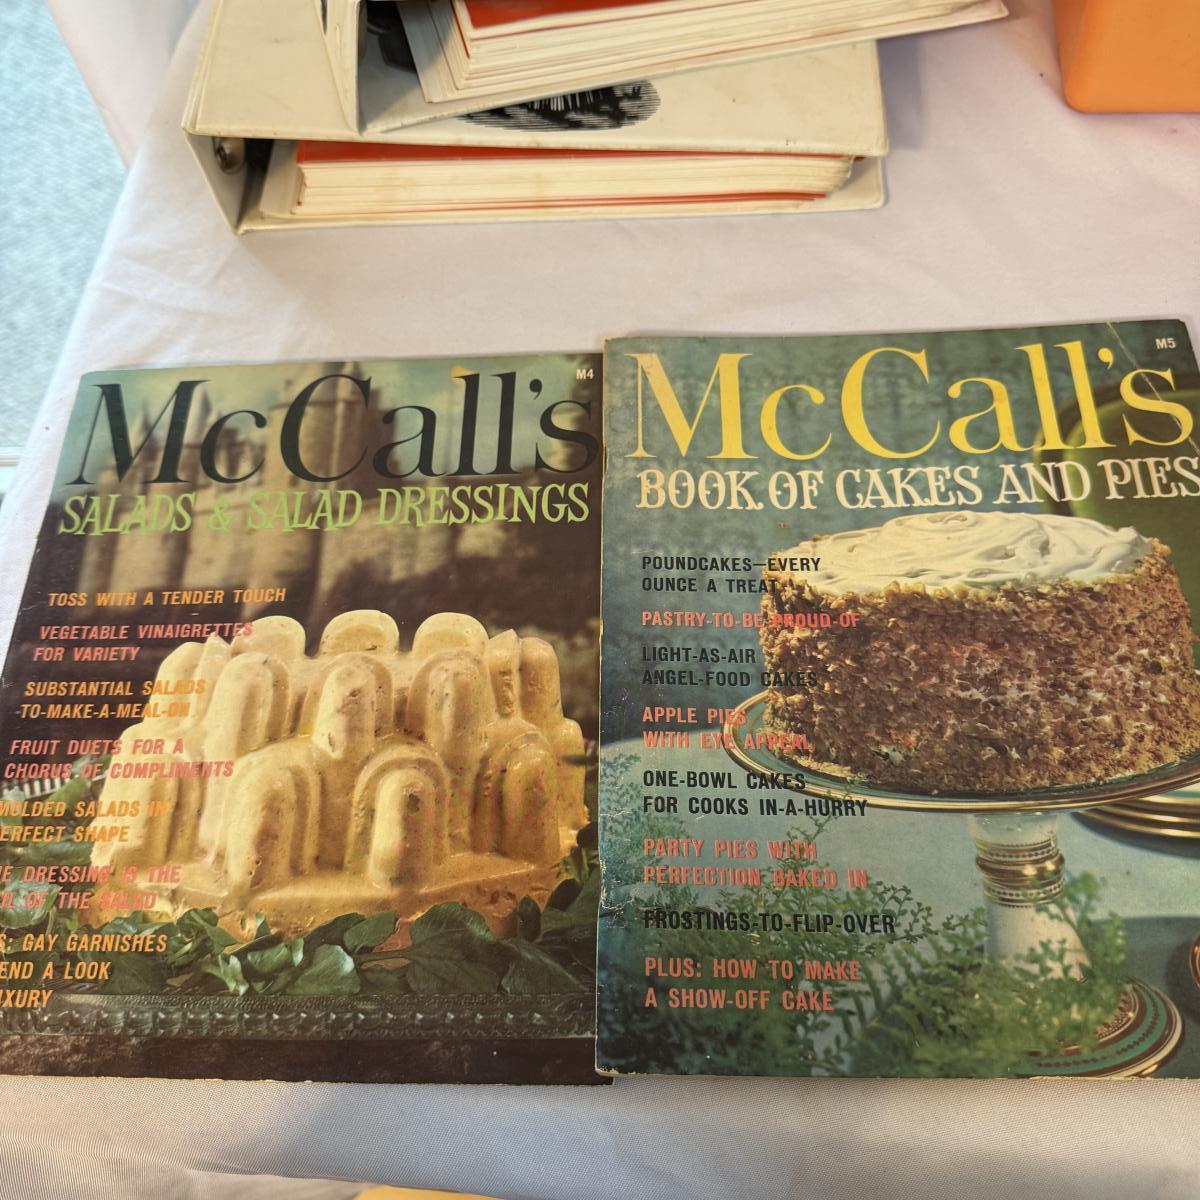 McCall's
M4
SALADS & SALAD DRESSINGS
TOSS WITH A TENDER TOUCH
VEGETABLE VINAIGRETTES
FOR VARIETY
SUBSTANTIAL SALADS
TO-MAKE-A-MEAL-ON
FRUIT DUETS FOR A
CHORUS OF COMPLIMENTS
MOLDED SALADS IN
ERFECT SHAPE
DRESSING IS THE
OF THE SALAD
S: GAY GARNISHES
END A LOOK
UXURY
McCall's
M5
BOOK OF CAKES AND PIES
POUNDCAKES—EVERY
OUNCE A TREAT
PASTRY-TO-BE PROUD-OF
LIGHT-AS-AIR
ANGEL-FOOD CAKES
APPLE PIES
WITH EYE APPEAL
ONE-BOWL CAKES
FOR COOKS IN-A-HURRY
PARTY PIES WITH
PERFECTION BAKED IN
FROSTINGS-TO-FLIP-OVER
PLUS: HOW TO MAKE
A SHOW-OFF CAKE